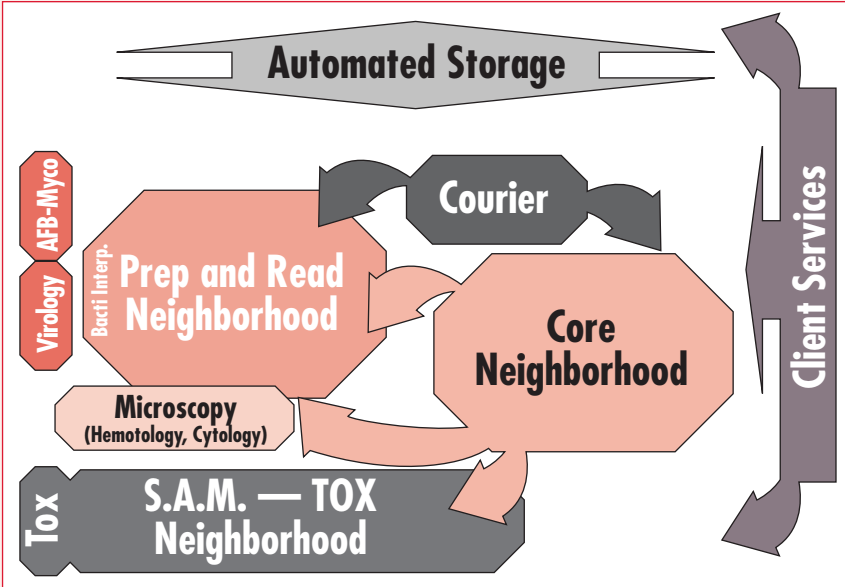 Automated Storage
Courier
AFB-Myco
Virology
Bacti Interp.
Prep and Read
Neighborhood
Core
Neighborhood
Client Services
Microscopy
(Hemotology, Cytology)
Tox
S.A.M. — TOX
Neighborhood